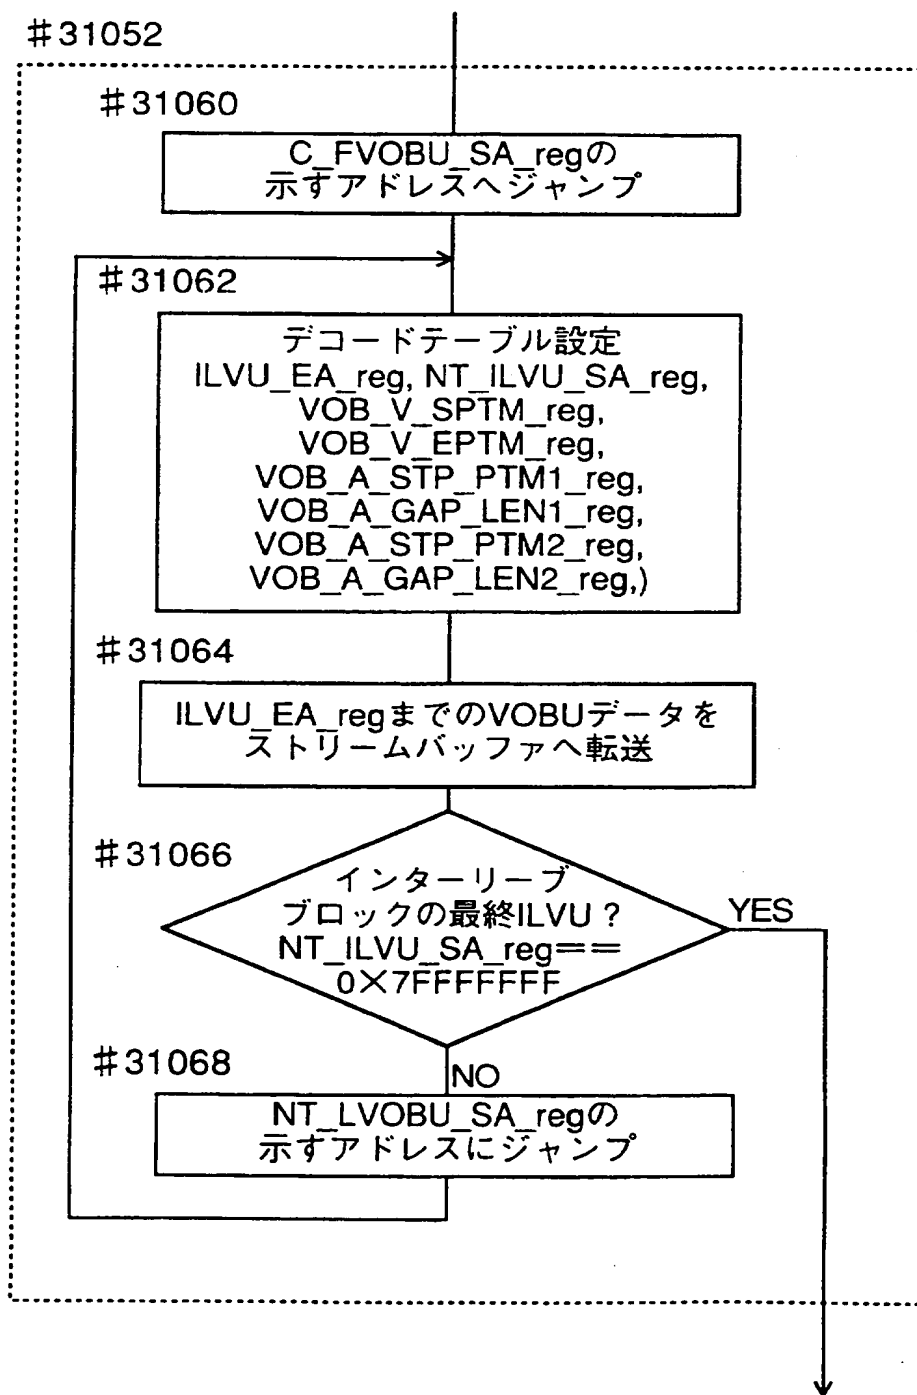 #31052
#31060
C_FVOBU_SA_regの
示すアドレスへジャンプ
#31062
デコードテーブル設定
ILVU_EA_reg, NT_ILVU_SA_reg,
VOB_V_SPTM_reg,
VOB_V_EPTM_reg,
VOB_A_STP_PTM1_reg,
VOB_A_GAP_LEN1_reg,
VOB_A_STP_PTM2_reg,
VOB_A_GAP_LEN2_reg,)
#31064
ILVU_EA_regまでのVOBUデータを
ストリームバッファへ転送
#31066
インターリーブ
ブロックの最終ILVU?
NT_ILVU_SA_reg==
0×7FFFFFFF
YES
#31068
NO
NT_LVOBU_SA_regの
示すアドレスにジャンプ